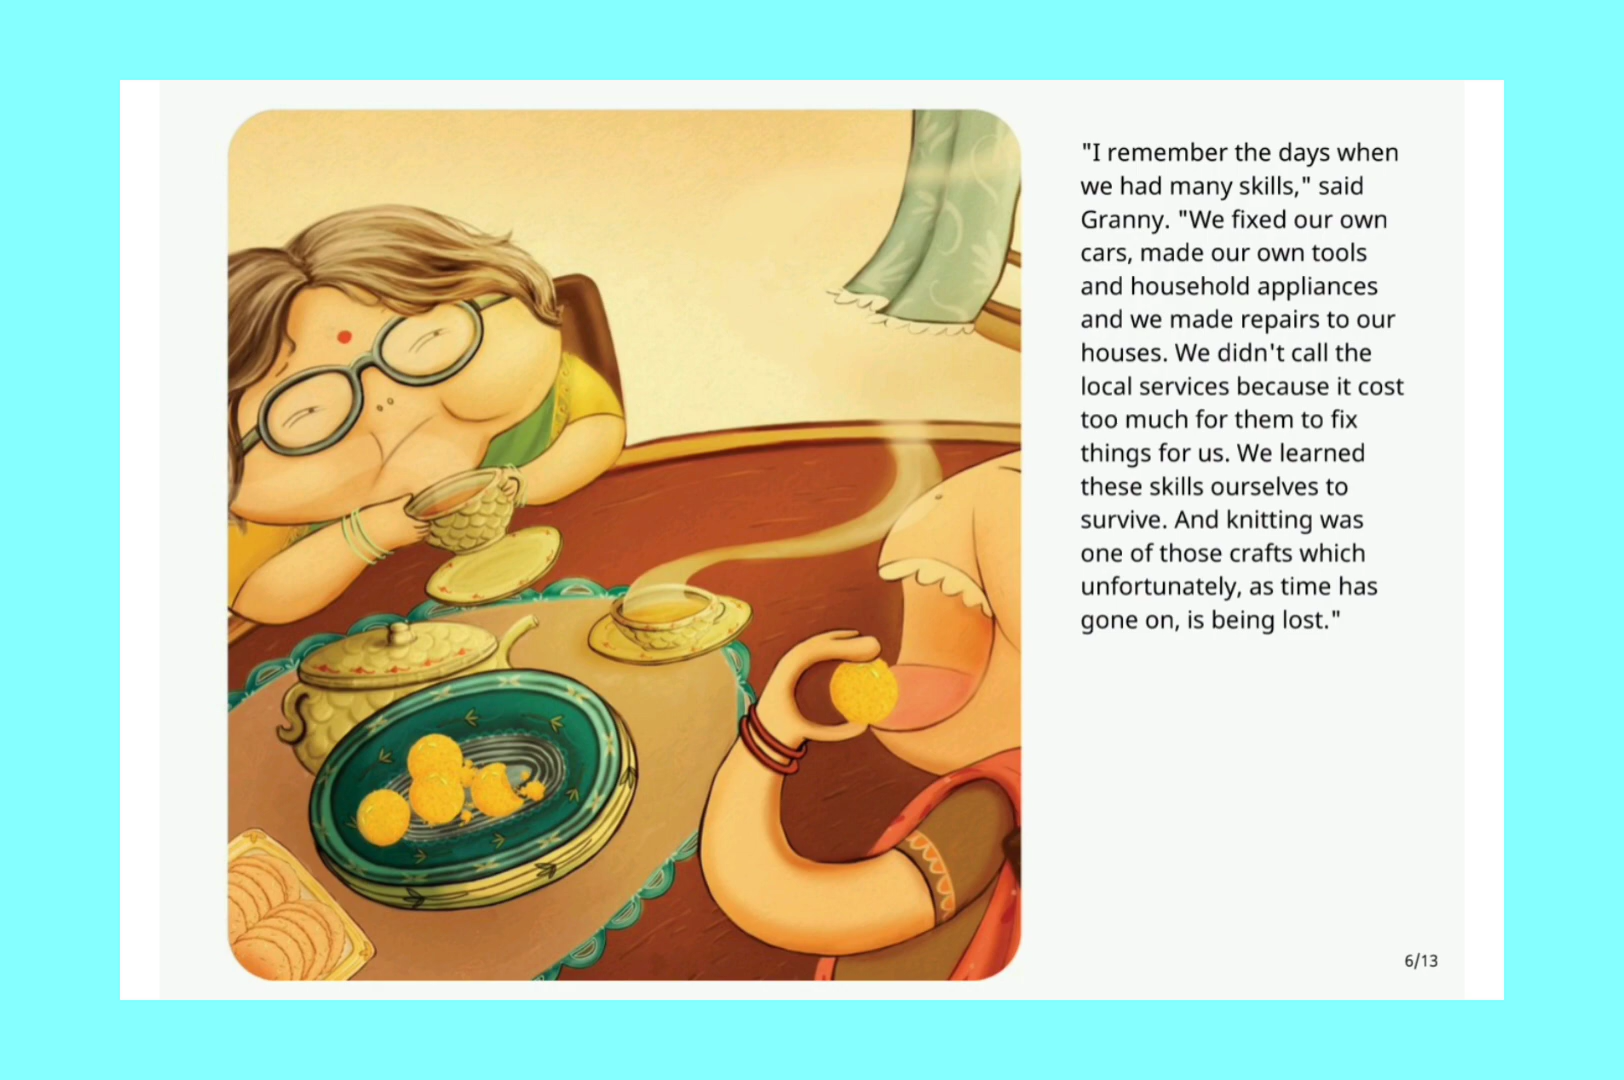 "I remember the days when
we had many skills," said
Granny. "We fixed our own
cars, made our own tools
and household appliances
and we made repairs to our
houses. We didn't call the
local services because it cost
too much for them to fix
things for us. We learned
these skills ourselves to
survive. And knitting was
one of those crafts which
unfortunately, as time has
gone on, is being lost."
6/13